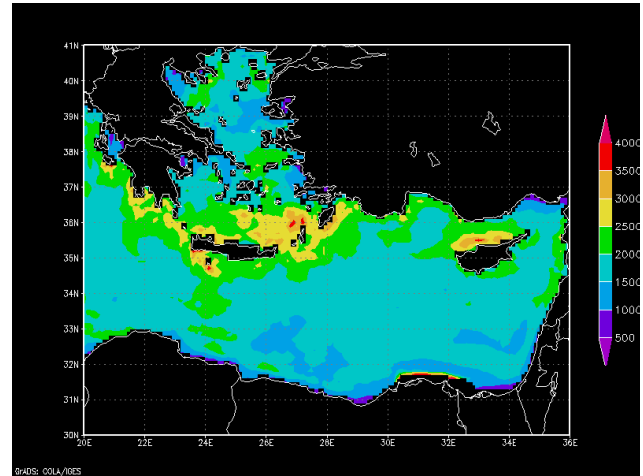 41N
40N
39N
38N
37N
36N
35N
34N
33N
32N
31N
30N
20E 22E 24E 26E 28E 30E 32E 34E 36E
4000
3500
3000
2500
2000
1500
1000
500
GrADS: COLA/IGES